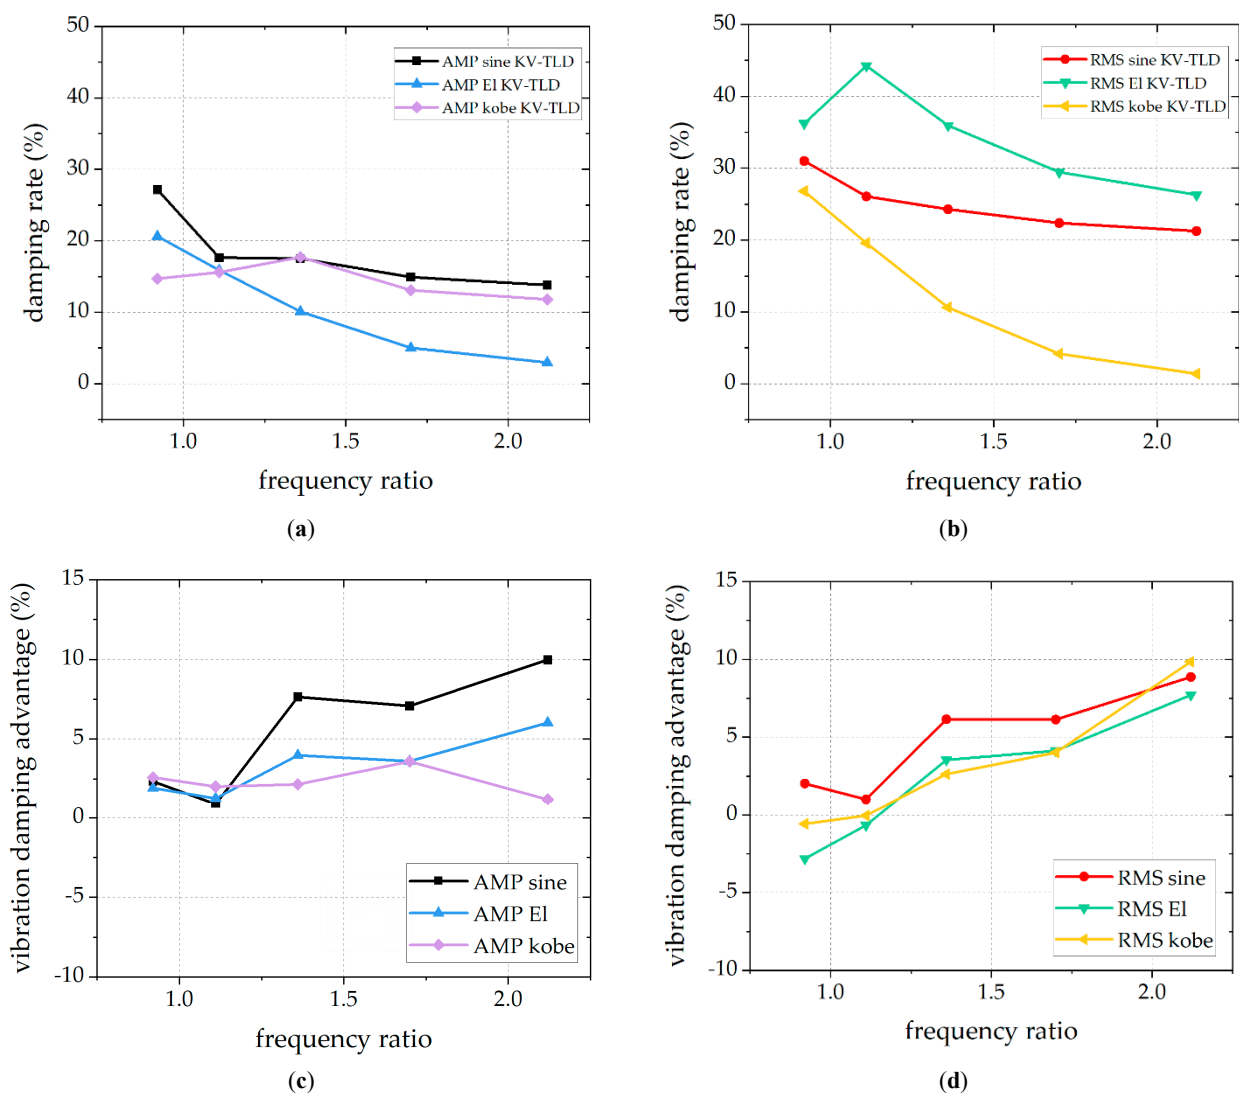 50
40
30
20
10
0
damping rate (%)
AMP sine KV-TLD
AMP El KV-TLD
AMP kobe KV-TLD
1.0 1.5 2.0
frequency ratio
(a)
50
40
30
20
10
0
damping rate (%)
RMS sine KV-TLD
RMS El KV-TLD
RMS kobe KV-TLD
1.0 1.5 2.0
frequency ratio
(b)
15
10
5
0
-5
-10
vibration damping advantage (%)
AMP sine
AMP El
AMP kobe
1.0 1.5 2.0
frequency ratio
(c)
15
10
5
0
-5
-10
vibration damping advantage (%)
RMS sine
RMS El
RMS kobe
1.0 1.5 2.0
frequency ratio
(d)